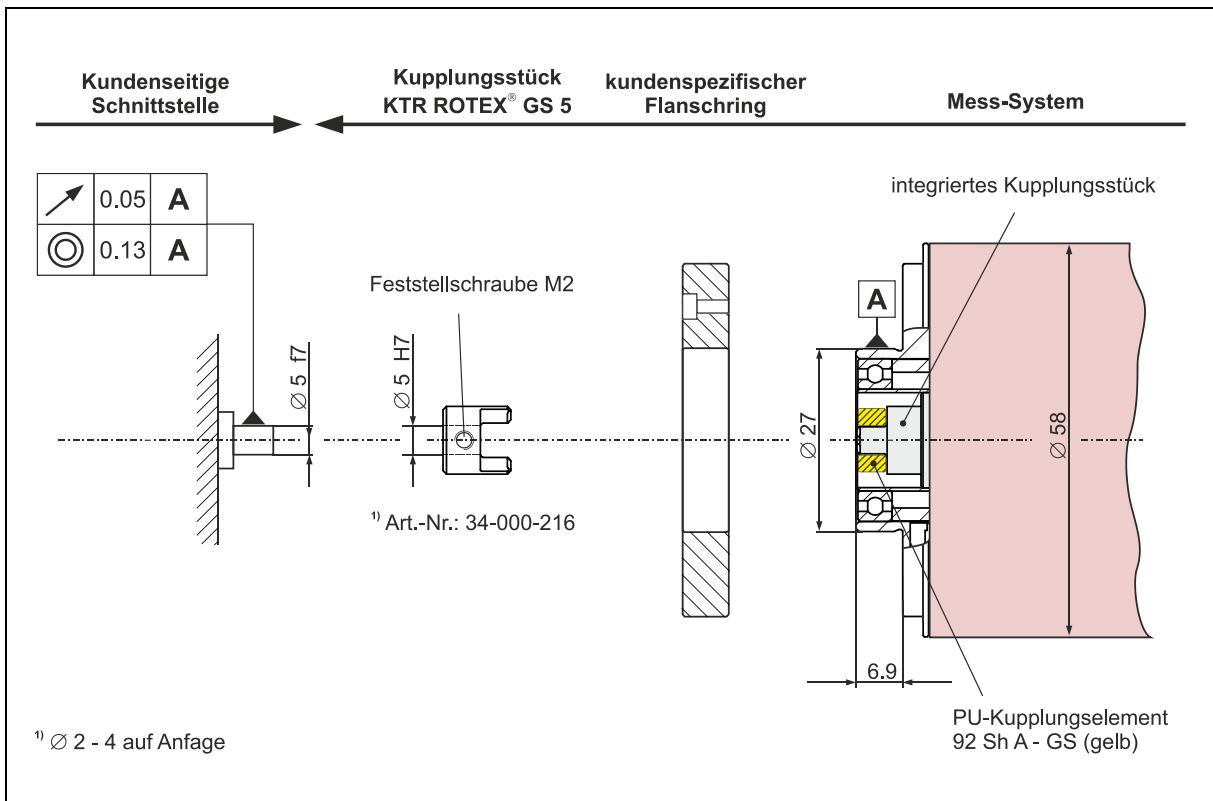 Kundenseitige
Schnittstelle
Kupplungsstück
KTR ROTEX® GS 5
kundenspezifischer
Flanschring
Mess-System
0.05 A
0.13 A
integriertes Kupplungsstück
Feststellschraube M2
A
∅ 5 f7
∅ 5 H7
∅ 27
∅ 58
¹⁾ Art.-Nr.: 34-000-216
6.9
PU-Kupplungselement
92 Sh A - GS (gelb)
¹⁾ ∅ 2 - 4 auf Anfage